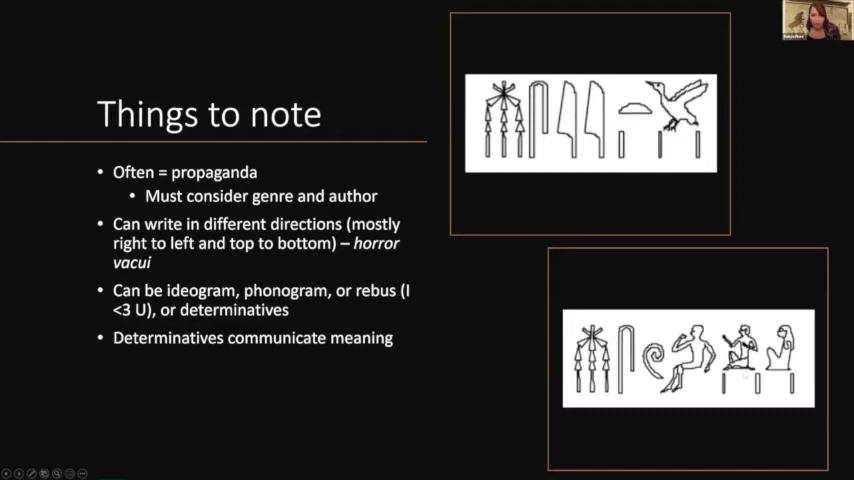 Things to note
• Often = propaganda
• Must consider genre and author
• Can write in different directions (mostly
right to left and top to bottom) – horror
vacui
• Can be ideogram, phonogram, or rebus (I
<3 U), or determinatives
• Determinatives communicate meaning